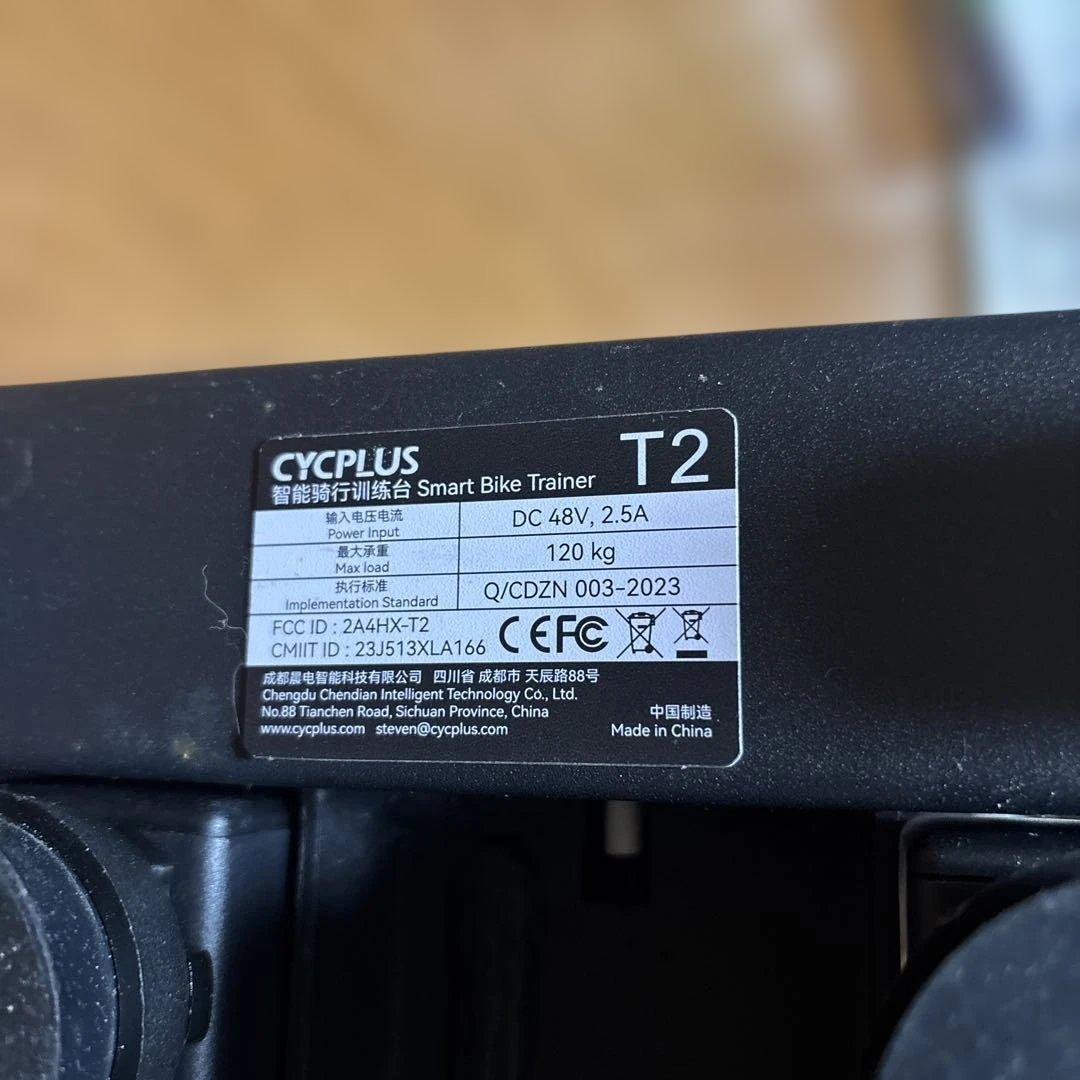 CYCPLUS
T2
智能骑行训练台 Smart Bike Trainer
输入电压电流
Power Input
DC 48V, 2.5A
最大承重
Max load
120 kg
执行标准
Implementation Standard
Q/CDZN 003-2023
FCC ID : 2A4HX-T2
CMIIT ID : 23J513XLA166
CE FC
成都晨电智能科技有限公司 四川省 成都市 天辰路88号
Chengdu Chendian Intelligent Technology Co., Ltd.
No.88 Tianchen Road, Sichuan Province, China
www.cycplus.com steven@cycplus.com
中国制造
Made in China